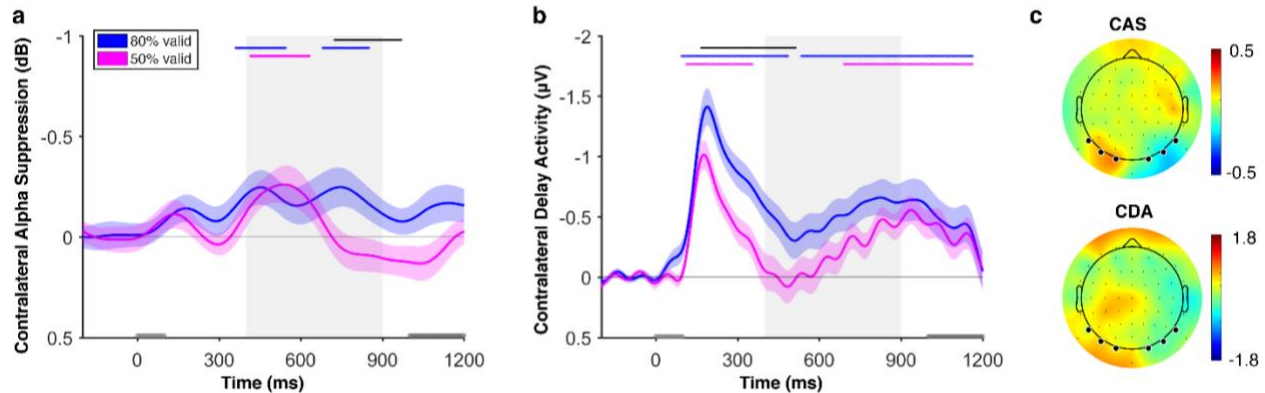 a
Contralateral Alpha Suppression (dB)
-1
-0.5
0
0.5
80% valid
50% valid
0
300
600
900
1200
Time (ms)
b
Contralateral Delay Activity (µV)
-2
-1.5
-1
-0.5
0
0.5
0
300
600
900
1200
Time (ms)
c
CAS
0.5
-0.5
CDA
1.8
-1.8